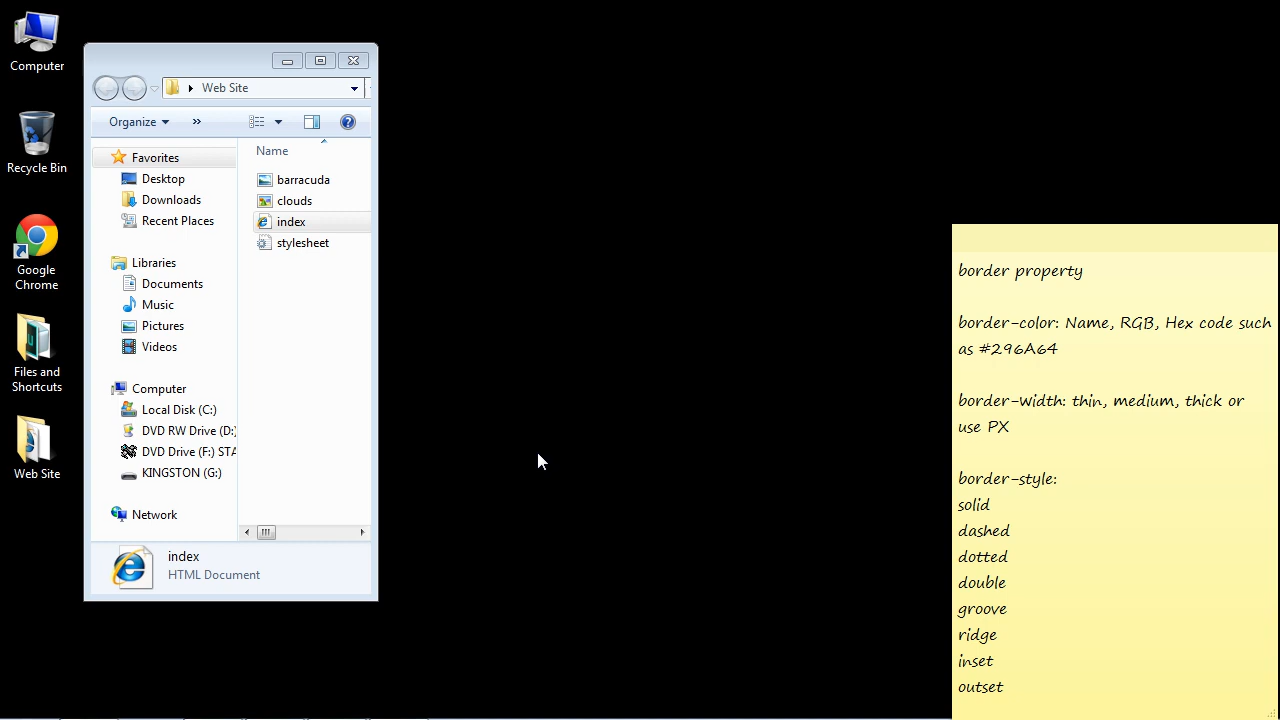 Computer
Recycle Bin
Google
Chrome
Files and
Shortcuts
Web Site
Web Site
Organize
»
Name
Favorites
Desktop
Downloads
Recent Places
Libraries
Documents
Music
Pictures
Videos
Computer
Local Disk (C:)
DVD RW Drive (D:)
DVD Drive (F:) STA
KINGSTON (G:)
Network
barracuda
clouds
index
stylesheet
index
HTML Document
border property
border-color: Name, RGB, Hex code such
as #296A64
border-width: thin, medium, thick or
use PX
border-style:
solid
dashed
dotted
double
groove
ridge
inset
outset